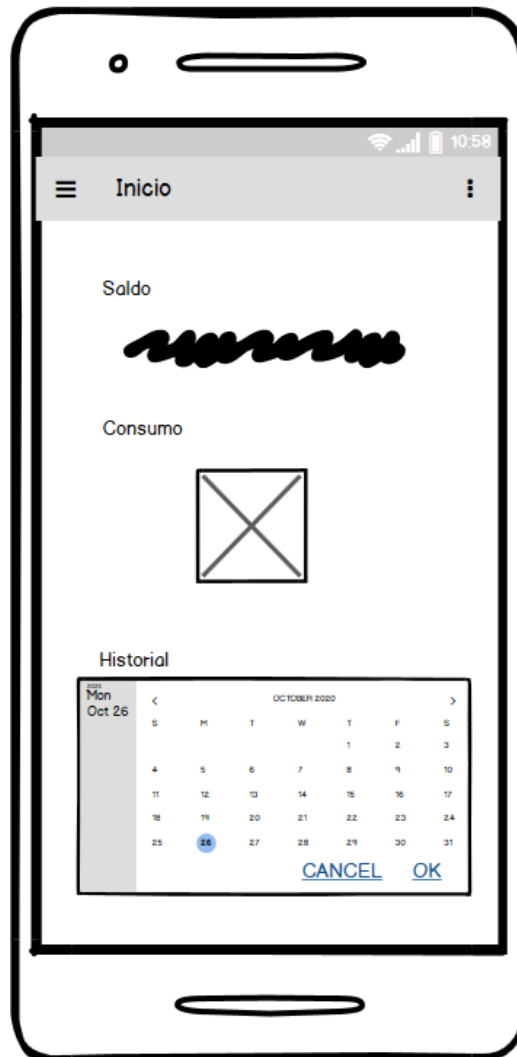 10:58
Inicio
Saldo
Consumo
Historial
2020
Mon
Oct 26
< OCTOBER 2020 >
S M T W T F S
1 2 3
4 5 6 7 8 9 10
11 12 13 14 15 16 17
18 19 20 21 22 23 24
25 26 27 28 29 30 31
CANCEL OK